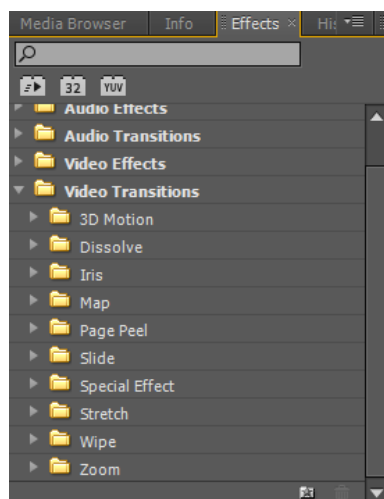 Media Browser Info Effects His
32 YUV
Audio Effects
Audio Transitions
Video Effects
Video Transitions
3D Motion
Dissolve
Iris
Map
Page Peel
Slide
Special Effect
Stretch
Wipe
Zoom